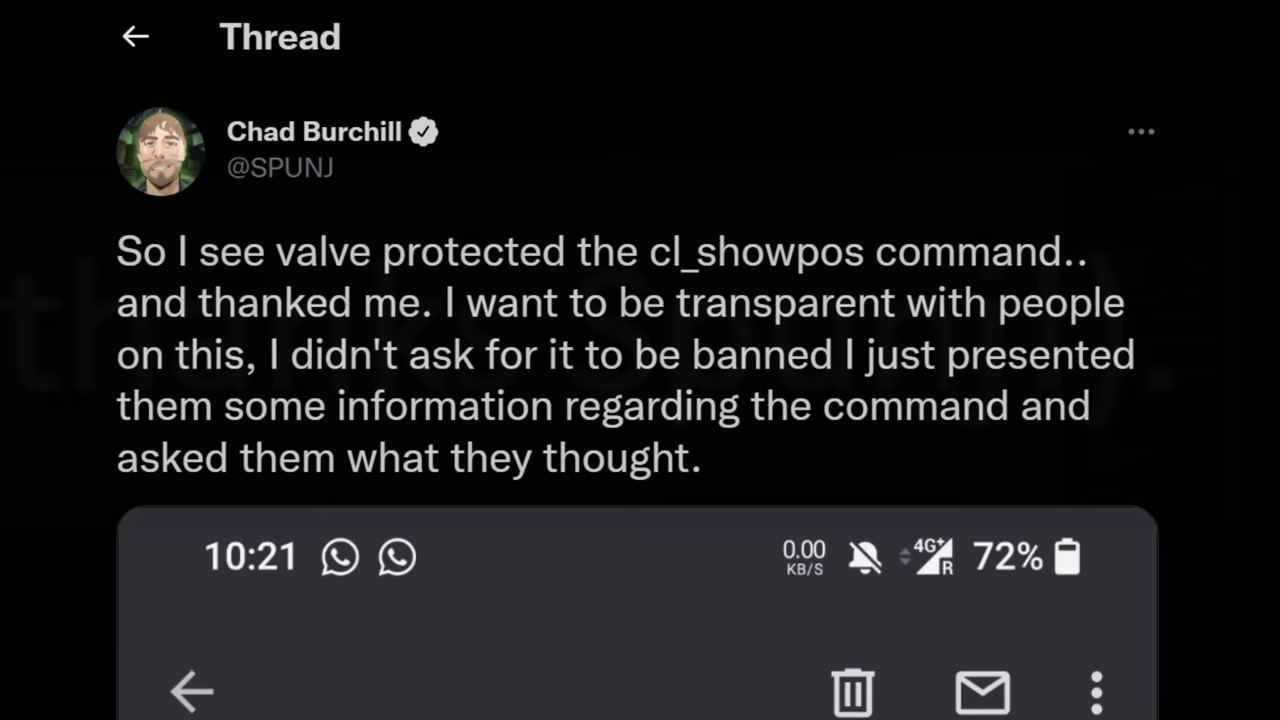 Thread
Chad Burchill
@SPUNJ
So I see valve protected the cl_showpos command..
and thanked me. I want to be transparent with people
on this, I didn't ask for it to be banned I just presented
them some information regarding the command and
asked them what they thought.
10:21 0.00 KB/S 4G+ R 72%
thanks Spunj!).